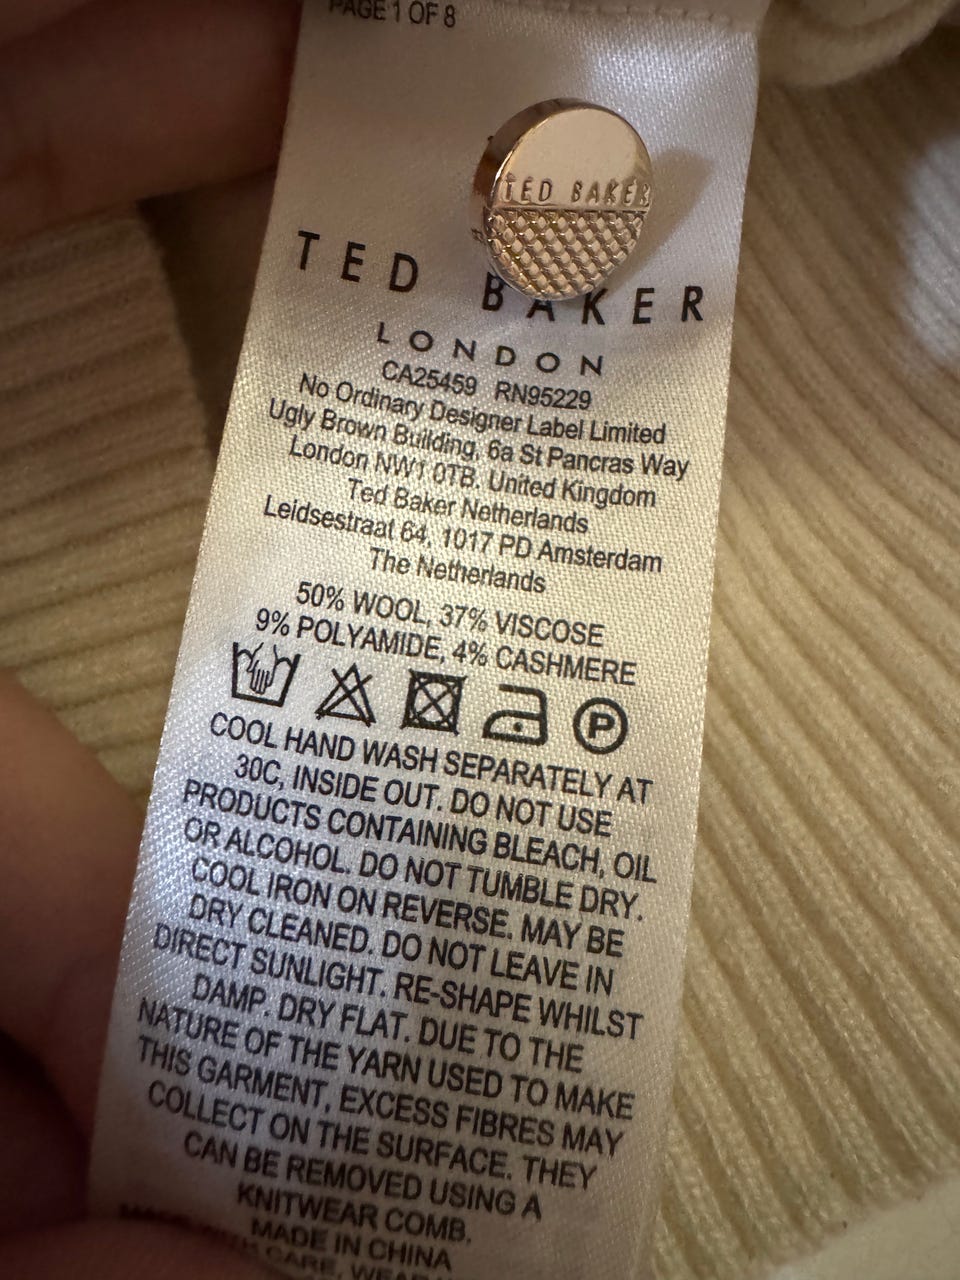 PAGE 1 OF 8
TED BAKER
TED BAKER
LONDON
CA25459 RN95229
No Ordinary Designer Label Limited
Ugly Brown Building, 6a St Pancras Way
London NW1 0TB. United Kingdom
Ted Baker Netherlands
Leidsestraat 64, 1017 PD Amsterdam
The Netherlands
50% WOOL, 37% VISCOSE
9% POLYAMIDE, 4% CASHMERE
P
COOL HAND WASH SEPARATELY AT
30C, INSIDE OUT. DO NOT USE
PRODUCTS CONTAINING BLEACH, OIL
OR ALCOHOL. DO NOT TUMBLE DRY.
COOL IRON ON REVERSE. MAY BE
DRY CLEANED. DO NOT LEAVE IN
DIRECT SUNLIGHT. RE-SHAPE WHILST
DAMP. DRY FLAT. DUE TO THE
NATURE OF THE YARN USED TO MAKE
THIS GARMENT, EXCESS FIBRES MAY
COLLECT ON THE SURFACE. THEY
CAN BE REMOVED USING A
KNITWEAR COMB.
MADE IN CHINA
CARE,